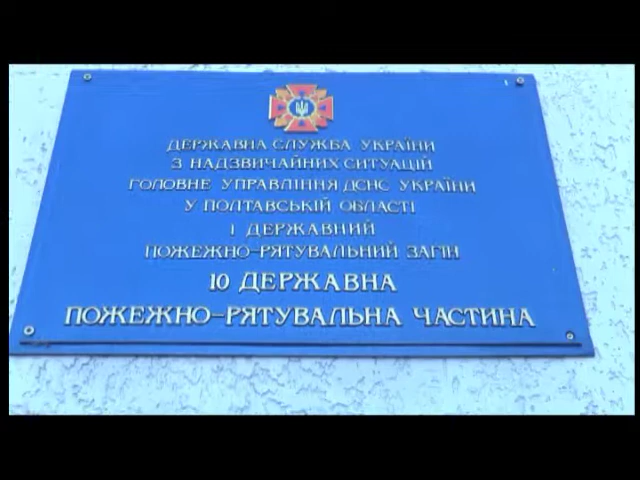 ДЕРЖАВНА СЛУЖБА УКРАЇНИ
З НАДЗВИЧАЙНИХ СИТУАЦІЙ
ГОЛОВНЕ УПРАВЛІННЯ ДСНС УКРАЇНИ
У ПОЛТАВСЬКІЙ ОБЛАСТІ
1 ДЕРЖАВНИЙ
ПОЖЕЖНО-РЯТУВАЛЬНИЙ ЗАГІН
10 ДЕРЖАВНА
ПОЖЕЖНО-РЯТУВАЛЬНА ЧАСТИНА